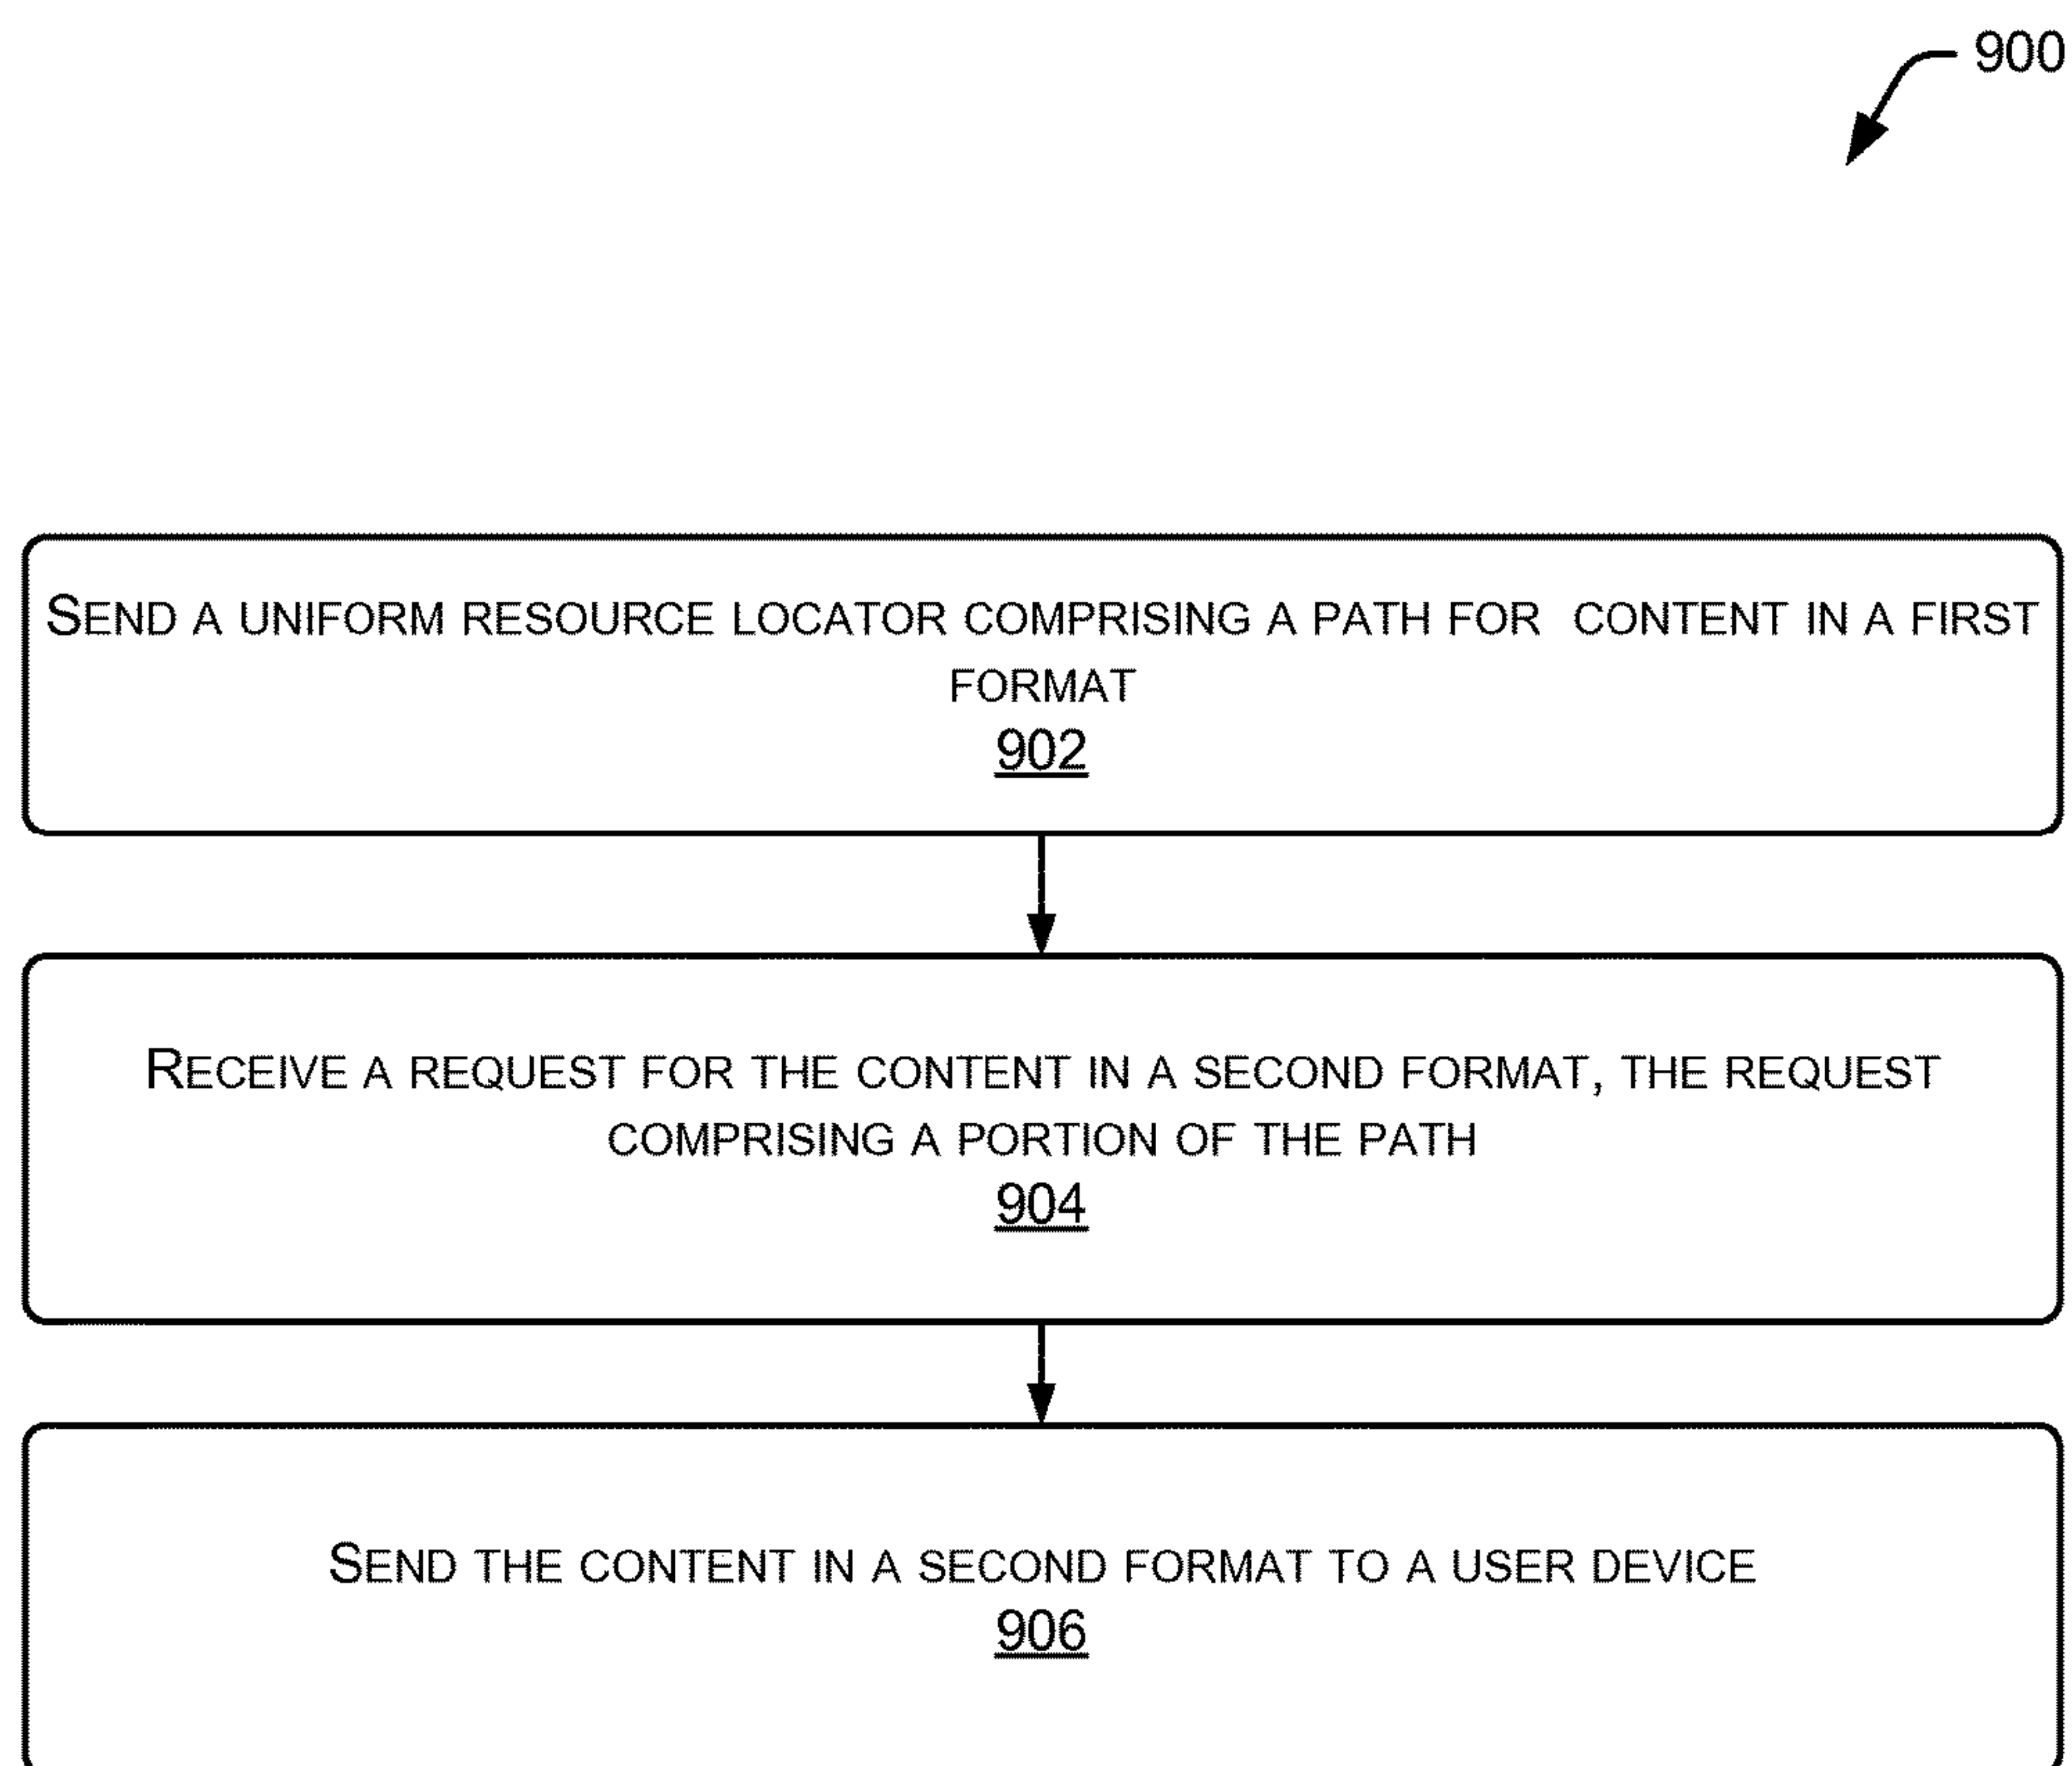 900
SEND A UNIFORM RESOURCE LOCATOR COMPRISING A PATH FOR CONTENT IN A FIRST
FORMAT
902
RECEIVE A REQUEST FOR THE CONTENT IN A SECOND FORMAT, THE REQUEST
COMPRISING A PORTION OF THE PATH
904
SEND THE CONTENT IN A SECOND FORMAT TO A USER DEVICE
906